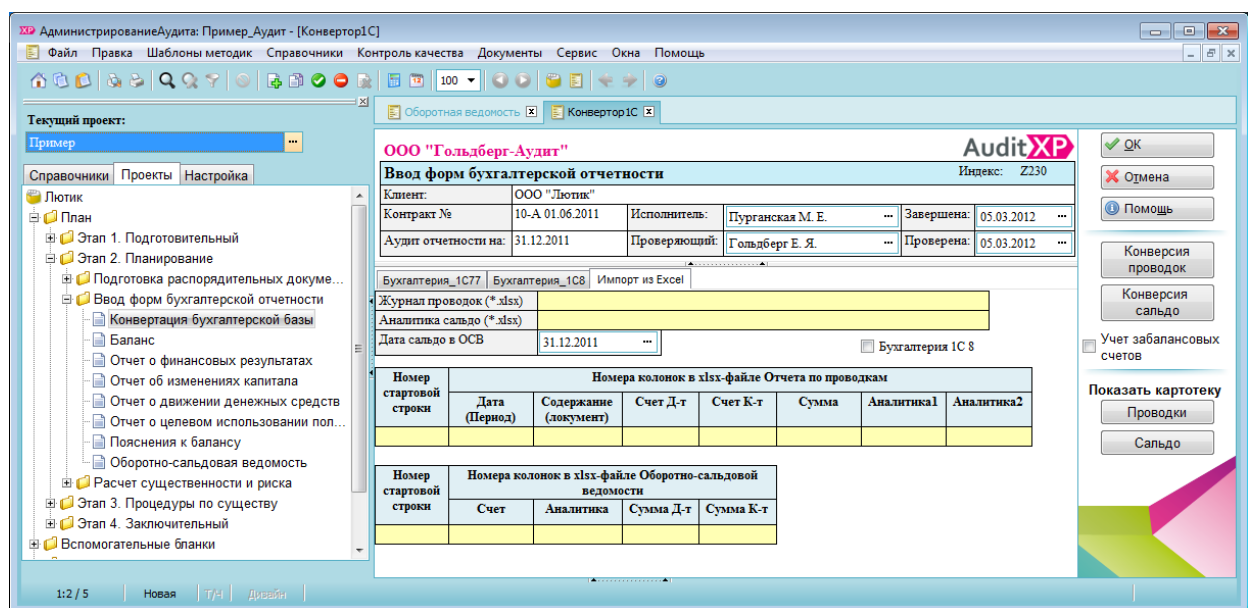 XP АдминистрированиеАудита: Пример_Аудит - [Конвертор1С]
Файл Правка Шаблоны методик Справочники Контроль качества Документы Сервис Окна Помощь
100
Текущий проект:
Пример ...
Справочники Проекты Настройка
Лютик
План
Этап 1. Подготовительный
Этап 2. Планирование
Подготовка распорядительных докуме...
Ввод форм бухгалтерской отчетности
Конвертация бухгалтерской базы
Баланс
Отчет о финансовых результатах
Отчет об изменениях капитала
Отчет о движении денежных средств
Отчет о целевом использовании пол...
Пояснения к балансу
Оборотно-сальдовая ведомость
Расчет существенности и риска
Этап 3. Процедуры по существу
Этап 4. Заключительный
Вспомогательные бланки
Оборотная ведомость Конвертор1С
ООО "Гольдберг-Аудит" AuditXP
Ввод форм бухгалтерской отчетности Индекс: Z230
Клиент: ООО "Лютик"
Контракт № 10-А 01.06.2011 Исполнитель: Пурганская М. Е. ... Завершена: 05.03.2012 ...
Аудит отчетности на: 31.12.2011 Проверяющий: Гольдберг Е. Я. ... Проверена: 05.03.2012 ...
Бухгалтерия_1С77 Бухгалтерия_1С8 Импорт из Excel
Журнал проводок (*.xlsx)
Аналитика сальдо (*.xlsx)
Дата сальдо в ОСВ 31.12.2011 ... Бухгалтерия 1С 8
Номер стартовой строки
Номера колонок в xlsx-файле Отчета по проводкам
Дата (Период) Содержание (документ) Счет Д-т Счет К-т Сумма Аналитика1 Аналитика2
Номер стартовой строки
Номера колонок в xlsx-файле Оборотно-сальдовой ведомости
Счет Аналитика Сумма Д-т Сумма К-т
ОК
Отмена
Помощь
Конверсия проводок
Конверсия сальдо
Учет забалансовых счетов
Показать картотеку
Проводки
Сальдо
1:2 / 5 Новая Т/Ч Дизайн